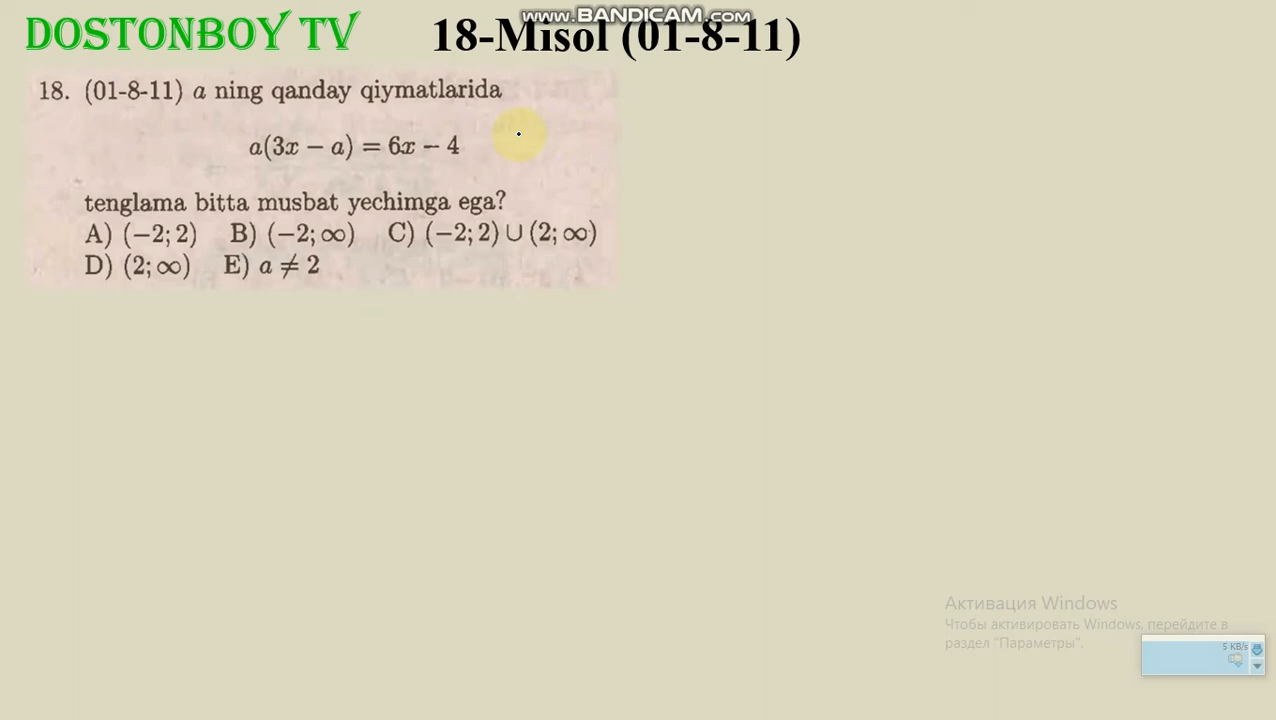 www.BANDICAM.com
DOSTONBOY TV
18-Misol (01-8-11)
18. (01-8-11) a ning qanday qiymatlarida
a(3x − a) = 6x − 4
tenglama bitta musbat yechimga ega?
A) (−2; 2) B) (−2; ∞) C) (−2; 2) ∪ (2; ∞)
D) (2; ∞) E) a ≠ 2
Активация Windows
Чтобы активировать Windows, перейдите в
раздел "Параметры".
5 KB/s